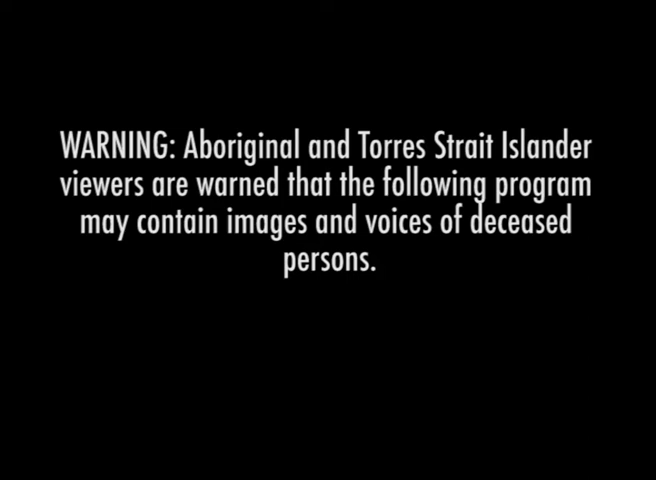 WARNING: Aboriginal and Torres Strait Islander
viewers are warned that the following program
may contain images and voices of deceased
persons.